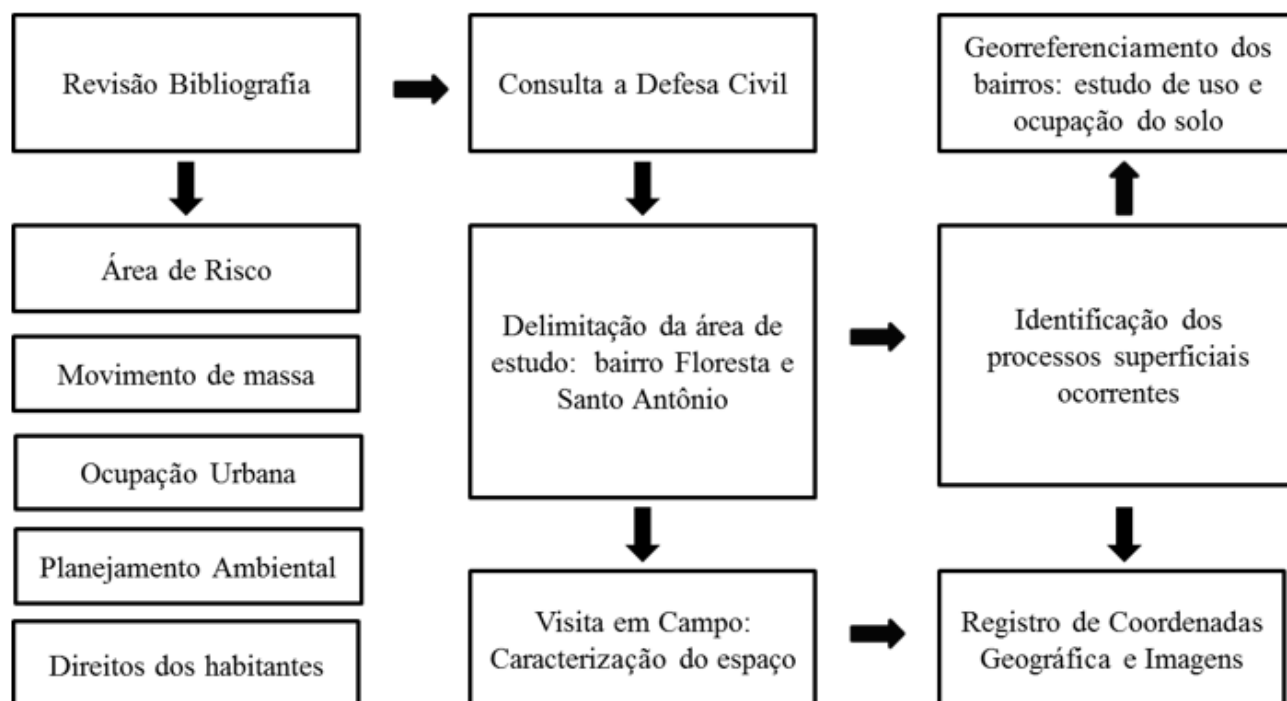 Revisão Bibliografia
Consulta a Defesa Civil
Georreferenciamento dos
bairros: estudo de uso e
ocupação do solo
Área de Risco
Movimento de massa
Ocupação Urbana
Planejamento Ambiental
Direitos dos habitantes
Delimitação da área de
estudo: bairro Floresta e
Santo Antônio
Identificação dos
processos superficiais
ocorrentes
Visita em Campo:
Caracterização do espaço
Registro de Coordenadas
Geográfica e Imagens